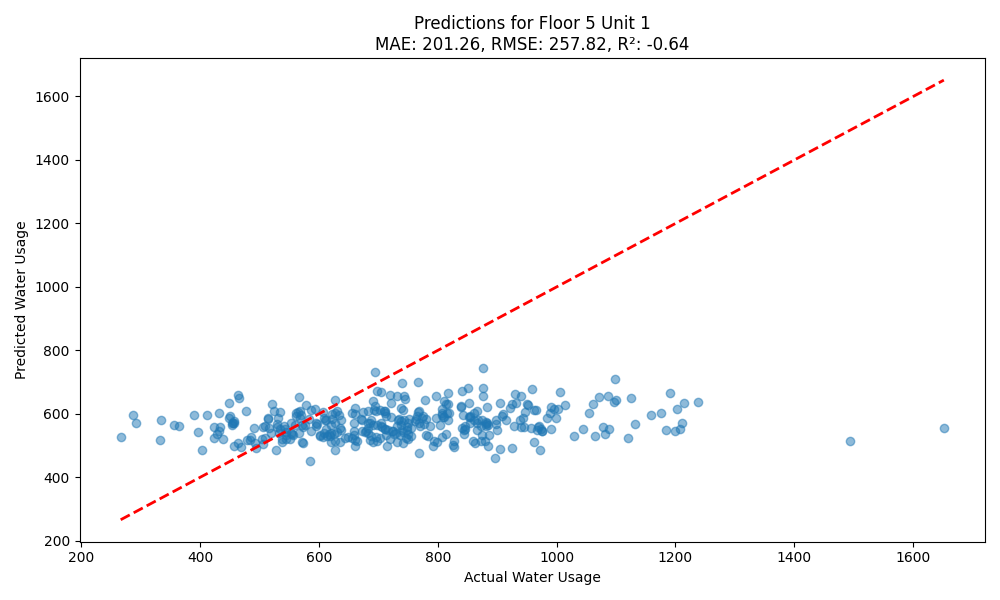 Predictions for Floor 5 Unit 1
MAE: 201.26, RMSE: 257.82, R²: -0.64
1600
1400
1200
1000
800
600
400
200
Predicted Water Usage
200 400 600 800 1000 1200 1400 1600
Actual Water Usage